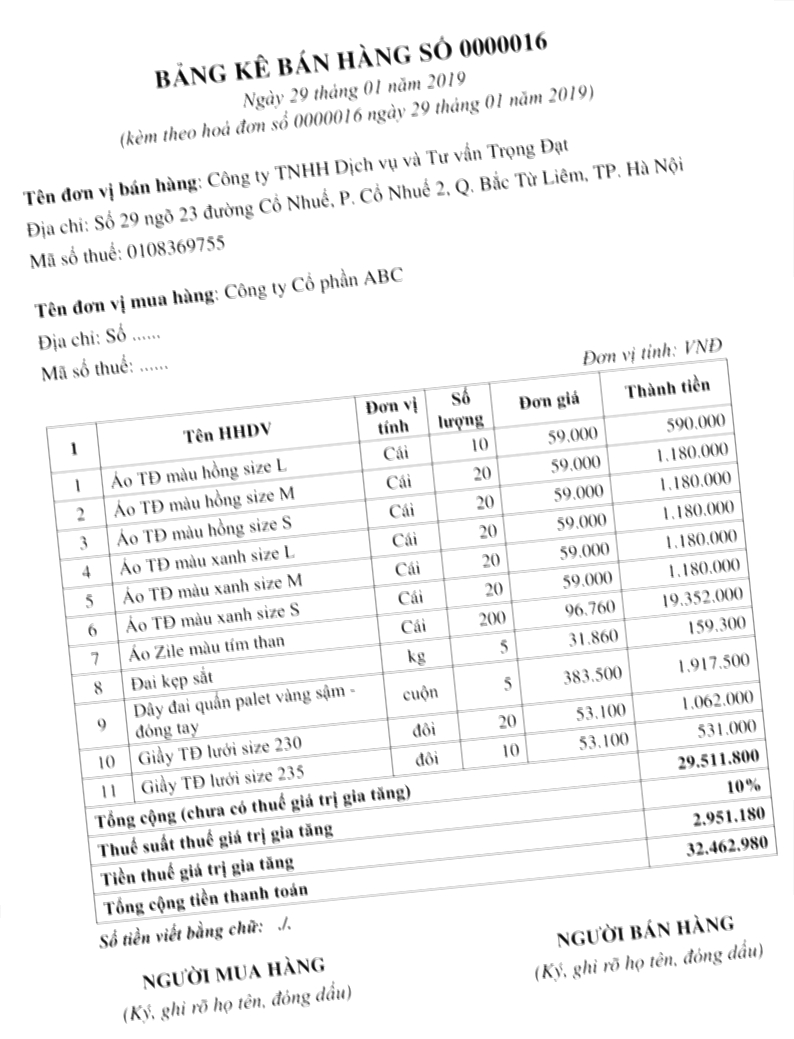 BẢNG KÊ BÁN HÀNG SỐ 0000016
Ngày 29 tháng 01 năm 2019
(kèm theo hoá đơn số 0000016 ngày 29 tháng 01 năm 2019)
Tên đơn vị bán hàng: Công ty TNHH Dịch vụ và Tư vấn Trọng Đạt
Địa chỉ: Số 29 ngõ 23 đường Cổ Nhuế, P. Cổ Nhuế 2, Q. Bắc Từ Liêm, TP. Hà Nội
Mã số thuế: 0108369755
Tên đơn vị mua hàng: Công ty Cổ phần ABC
Địa chỉ: Số ......
Mã số thuế: ......
Đơn vị tính: VNĐ
1 Tên HHDV Đơn vị tính Số lượng Đơn giá Thành tiền
1 Áo TĐ màu hồng size L Cái 10 59.000 590.000
2 Áo TĐ màu hồng size M Cái 20 59.000 1.180.000
3 Áo TĐ màu hồng size S Cái 20 59.000 1.180.000
4 Áo TĐ màu xanh size L Cái 20 59.000 1.180.000
5 Áo TĐ màu xanh size M Cái 20 59.000 1.180.000
6 Áo TĐ màu xanh size S Cái 20 59.000 1.180.000
7 Áo Zile màu tím than Cái 200 96.760 19.352.000
8 Đai kẹp sắt kg 5 31.860 159.300
9 Dây đai quấn palet vàng sậm - đóng tay cuộn 5 383.500 1.917.500
10 Giầy TĐ lưới size 230 đôi 20 53.100 1.062.000
11 Giầy TĐ lưới size 235 đôi 10 53.100 531.000
Tổng cộng (chưa có thuế giá trị gia tăng) 29.511.800
Thuế suất thuế giá trị gia tăng 10%
Tiền thuế giá trị gia tăng 2.951.180
Tổng cộng tiền thanh toán 32.462.980
Số tiền viết bằng chữ: ./.
NGƯỜI MUA HÀNG
(Ký, ghi rõ họ tên, đóng dấu)
NGƯỜI BÁN HÀNG
(Ký, ghi rõ họ tên, đóng dấu)